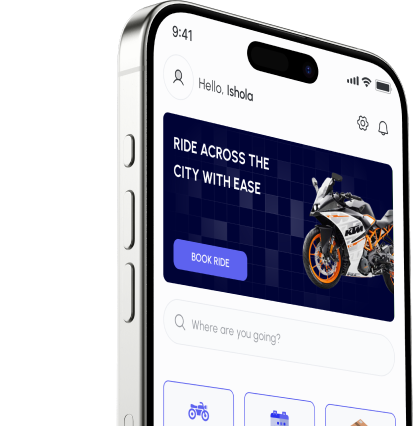 9:41
Hello, Ishola
RIDE ACROSS THE
CITY WITH EASE
KTM
BOOK RIDE
Where are you going?